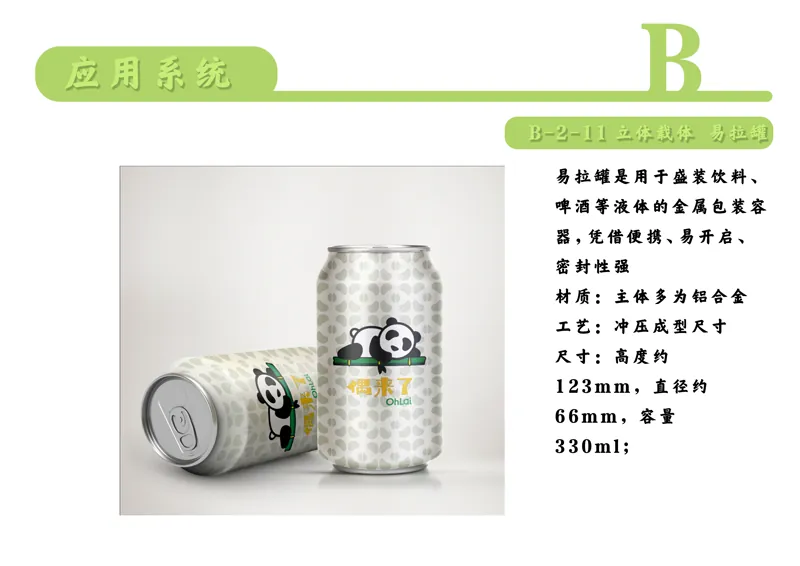 应用系统
B
B-2-11 立体载体 易拉罐
易拉罐是用于盛装饮料、
啤酒等液体的金属包装容
器，凭借便携、易开启、
密封性强
材质：主体多为铝合金
工艺：冲压成型尺寸
尺寸：高度约
123mm，直径约
66mm，容量
330ml；
偶来了
OhLai
偶来了
OhLai